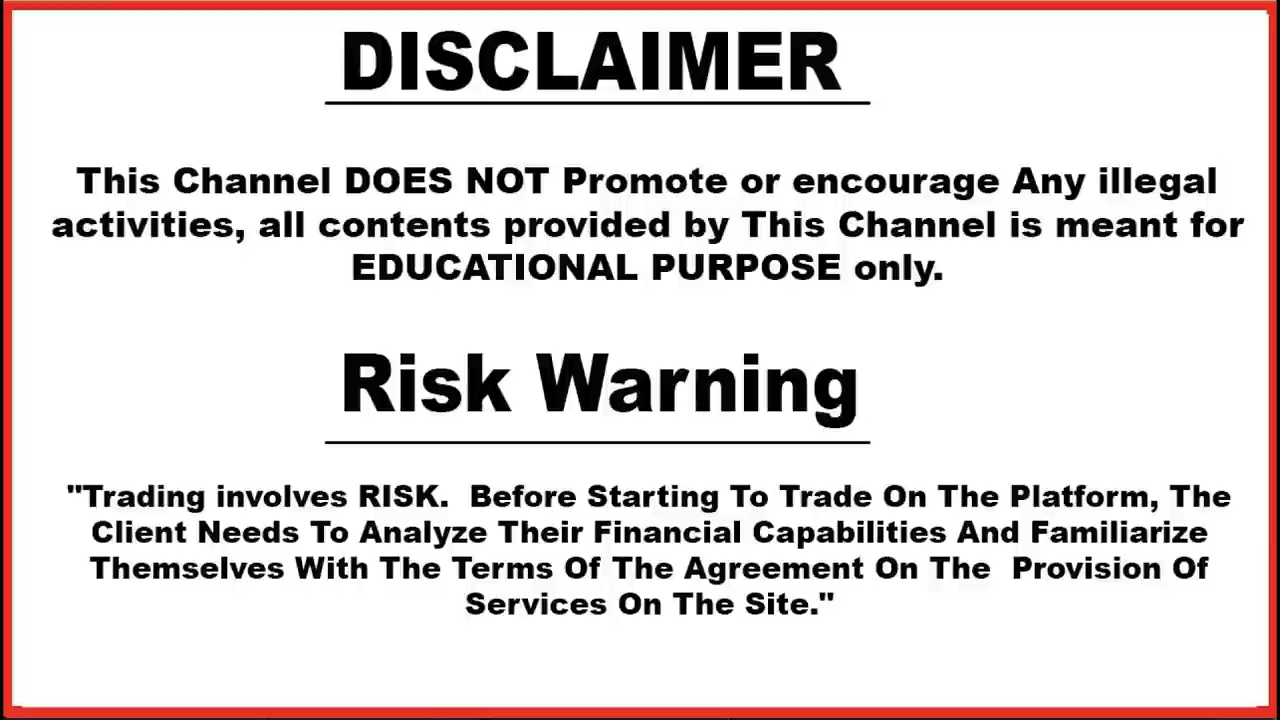 DISCLAIMER
This Channel DOES NOT Promote or encourage Any illegal
activities, all contents provided by This Channel is meant for
EDUCATIONAL PURPOSE only.
Risk Warning
"Trading involves RISK.  Before Starting To Trade On The Platform, The
Client Needs To Analyze Their Financial Capabilities And Familiarize
Themselves With The Terms Of The Agreement On The  Provision Of
Services On The Site."